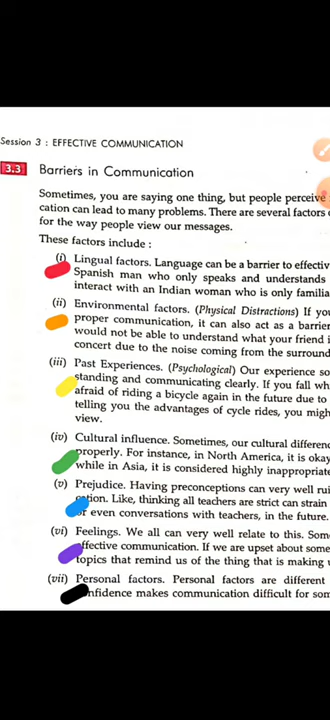 Session 3 : EFFECTIVE COMMUNICATION
3.3 Barriers in Communication
Sometimes, you are saying one thing, but people perceive
cation can lead to many problems. There are several factors
for the way people view our messages.
These factors include :
(i) Lingual factors. Language can be a barrier to effectiv
Spanish man who only speaks and understands
interact with an Indian woman who is only familia
(ii) Environmental factors. (Physical Distractions) If yo
proper communication, it can also act as a barrier
would not be able to understand what your friend i
concert due to the noise coming from the surround
(iii) Past Experiences. (Psychological) Our experience so
standing and communicating clearly. If you fall wh
afraid of riding a bicycle again in the future due to
telling you the advantages of cycle rides, you migh
view.
(iv) Cultural influence. Sometimes, our cultural differenc
properly. For instance, in North America, it is okay
while in Asia, it is considered highly inappropriate
(v) Prejudice. Having preconceptions can very well rui
ation. Like, thinking all teachers are strict can strain
or even conversations with teachers, in the future.
(vi) Feelings. We all can very well relate to this. Som
effective communication. If we are upset about some
topics that remind us of the thing that is making
(vii) Personal factors. Personal factors are different
nfidence makes communication difficult for som